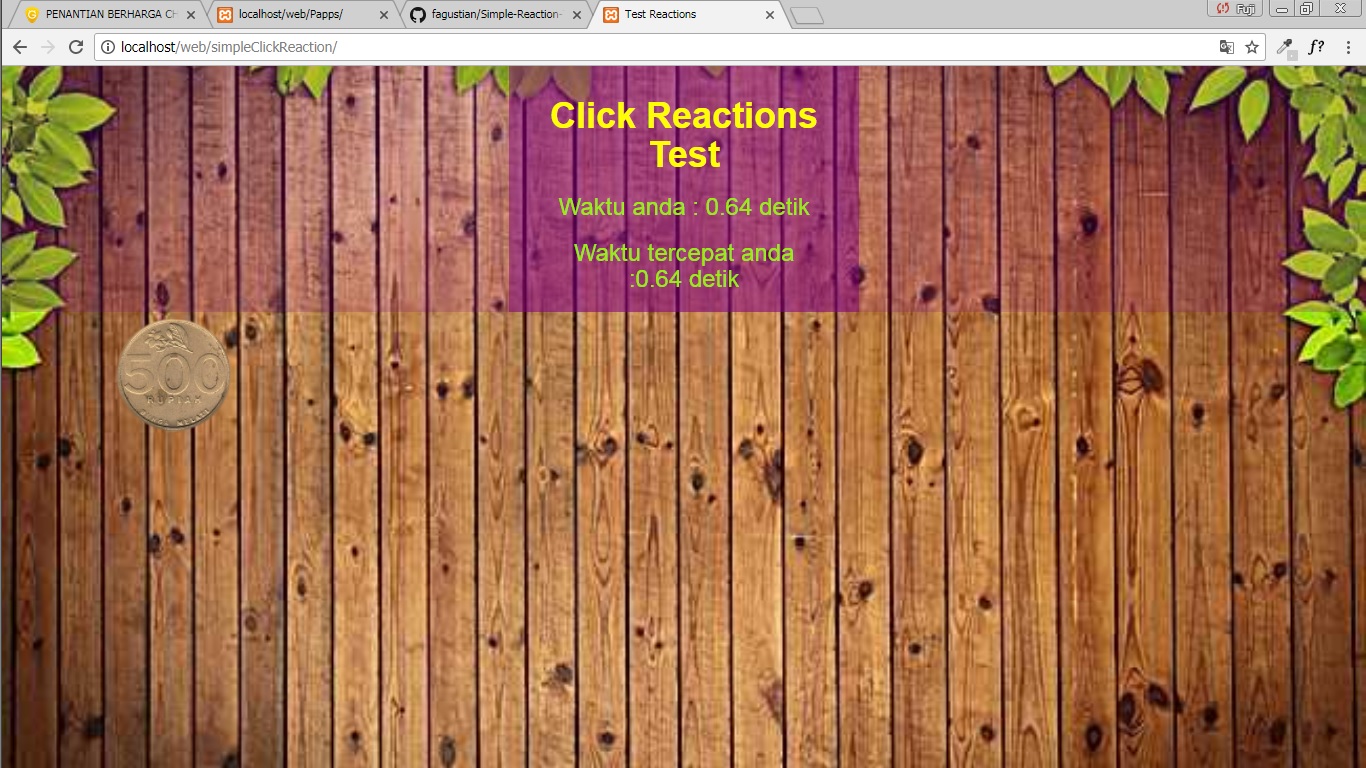 PENANTIAN BERHARGA CH
localhost/web/Papps/
fagustian/Simple-Reaction-
Test Reactions
Fuji
localhost/web/simpleClickReaction/
f?
Click Reactions
Test
Waktu anda : 0.64 detik
Waktu tercepat anda
:0.64 detik
500
RUPIAH
MELATI